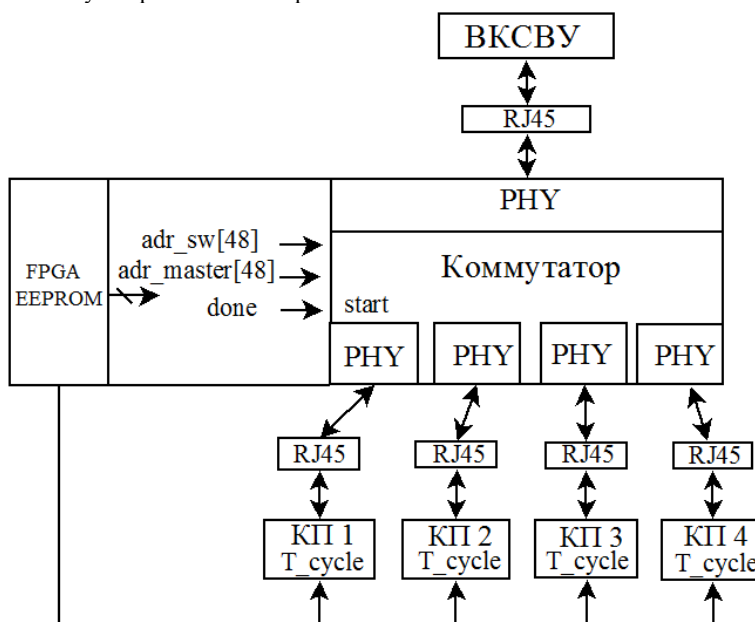 ВКСВУ
RJ45
PHY
adr_sw[48]
adr_master[48]
done
start
FPGA
EEPROM
Коммутатор
PHY
PHY
PHY
PHY
RJ45
RJ45
RJ45
RJ45
КП 1
T_cycle
КП 2
T_cycle
КП 3
T_cycle
КП 4
T_cycle